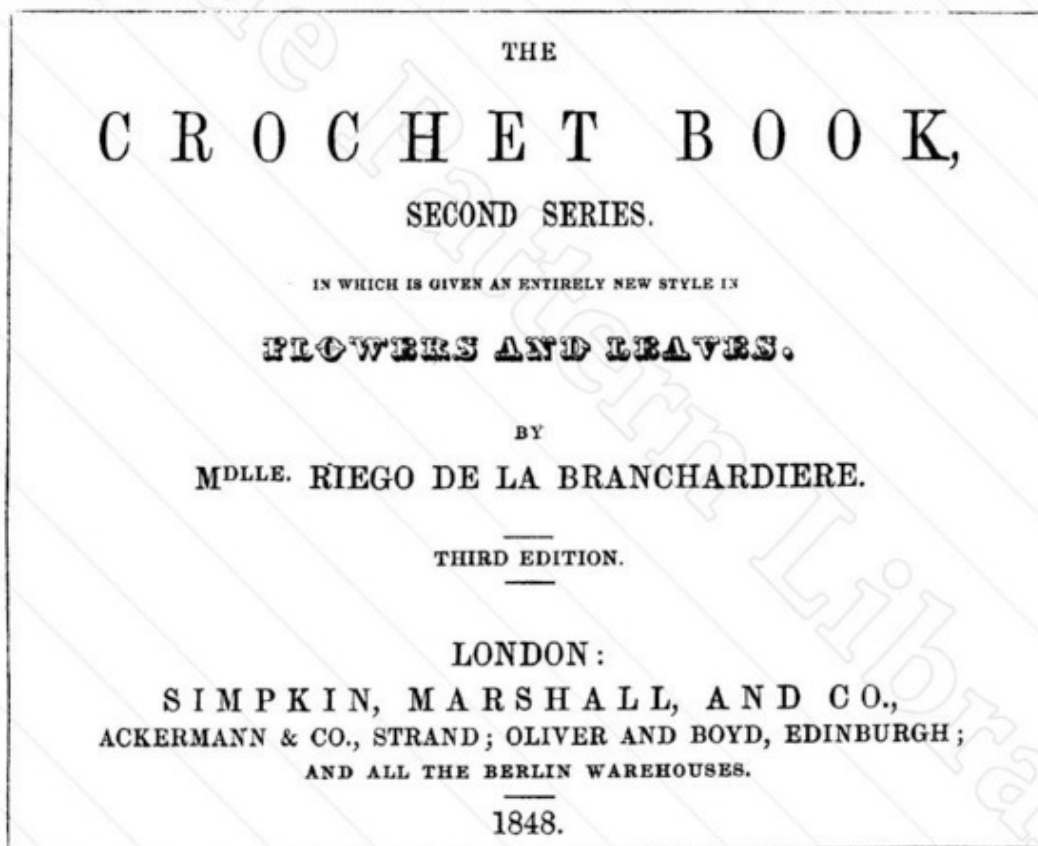 THE
CROCHET BOOK,
SECOND SERIES.
IN WHICH IS GIVEN AN ENTIRELY NEW STYLE IN
FLOWERS AND LEAVES.
BY
MDLLE. RIEGO DE LA BRANCHARDIERE.
THIRD EDITION.
LONDON:
SIMPKIN, MARSHALL, AND CO.,
ACKERMANN & CO., STRAND; OLIVER AND BOYD, EDINBURGH;
AND ALL THE BERLIN WAREHOUSES.
1848.
Pattern Libra